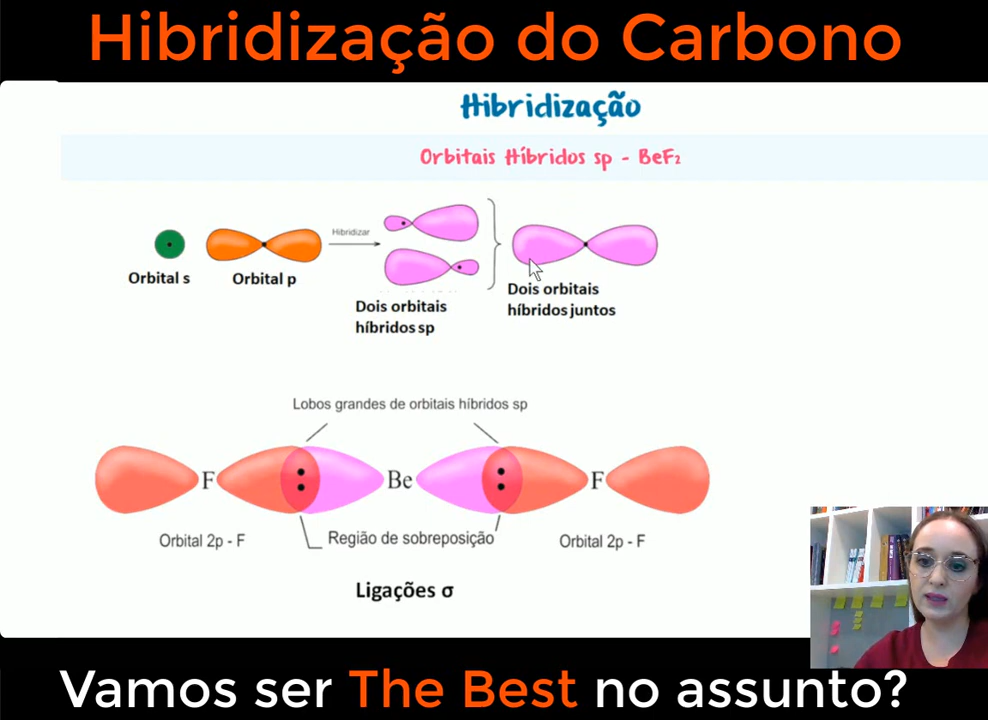 Hibridização do Carbono
Hibridização
Orbitais Híbridos sp - BeF₂
Hibridizar
Orbital s
Orbital p
Dois orbitais
híbridos sp
Dois orbitais
híbridos juntos
Lobos grandes de orbitais híbridos sp
F
Be
F
Orbital 2p - F
Região de sobreposição
Orbital 2p - F
Ligações σ
Vamos ser The Best no assunto?